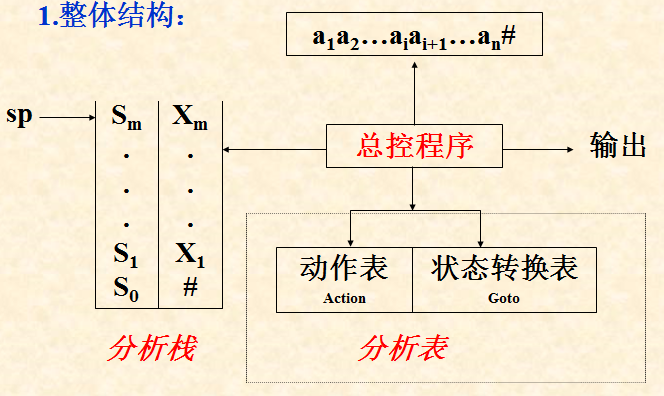 1.整体结构：
a1a2…aiai+1…an#
sp
Sm Xm
. .
. .
. .
S1 X1
S0 #
总控程序
输出
动作表 状态转换表
Action Goto
分析栈
分析表